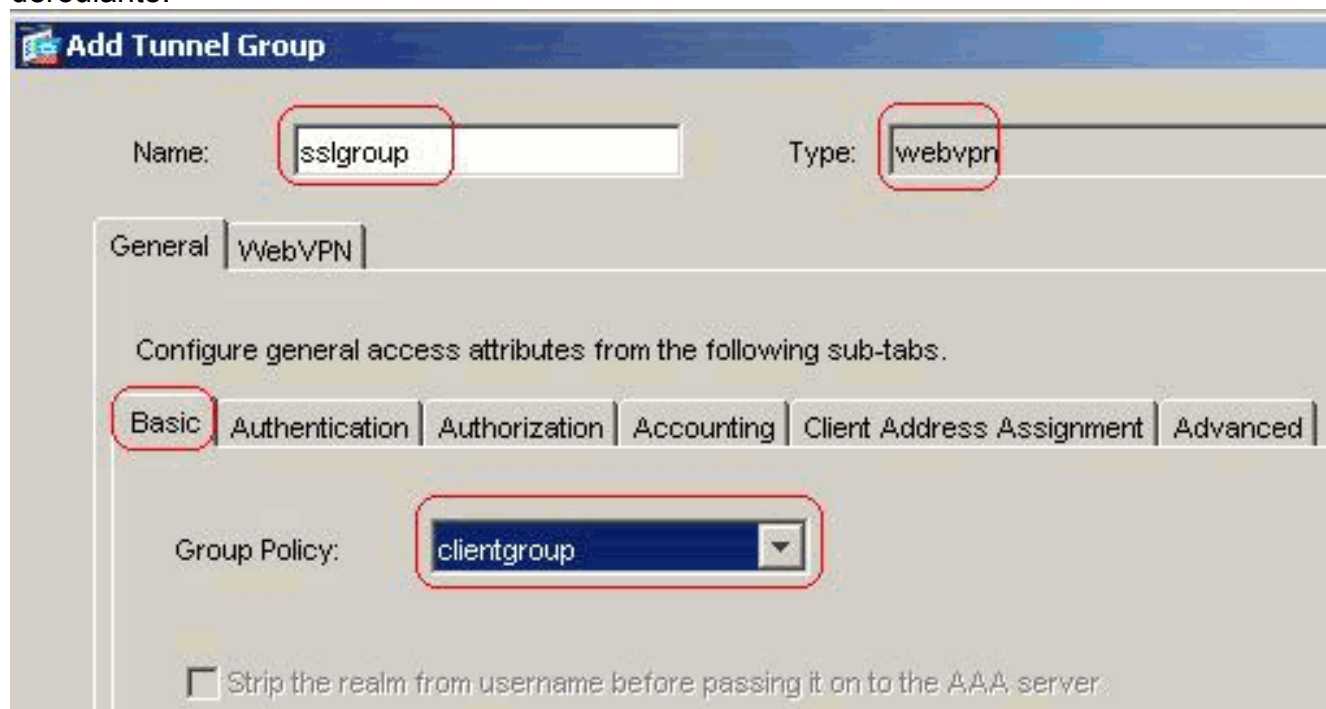 déroulante.
Add Tunnel Group
Name: sslgroup Type: webvpn
General WebVPN
Configure general access attributes from the following sub-tabs.
Basic Authentication Authorization Accounting Client Address Assignment Advanced
Group Policy: clientgroup
Strip the realm from username before passing it on to the AAA server